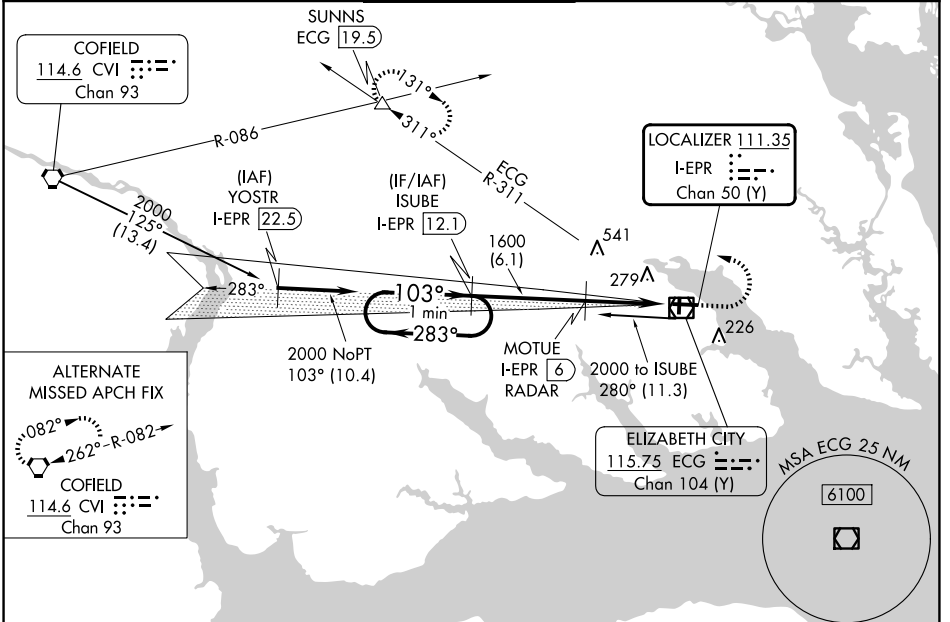 SUNNS
ECG 19.5
COFIELD
114.6 CVI
Chan 93
131°
311°
R-086
ECG
R-311
LOCALIZER 111.35
I-EPR
Chan 50 (Y)
(IAF)
YOSTR
I-EPR 22.5
(IF/IAF)
ISUBE
I-EPR 12.1
2000
125°
(13.4)
1600
(6.1)
541
279
283°
103°
1 min
283°
226
2000 NoPT
103° (10.4)
MOTUE
I-EPR 6
RADAR
2000 to ISUBE
280° (11.3)
ALTERNATE
MISSED APCH FIX
082°
262°
R-082
COFIELD
114.6 CVI
Chan 93
ELIZABETH CITY
115.75 ECG
Chan 104 (Y)
MSA ECG 25 NM
6100